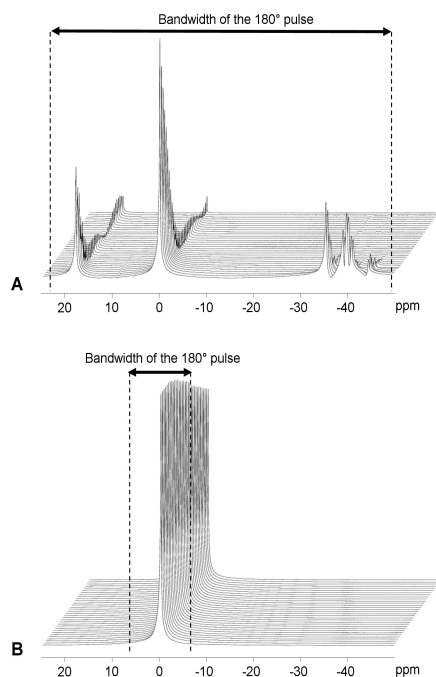 Bandwidth of the 180° pulse
A
20 10 0 -10 -20 -30 -40 ppm
Bandwidth of the 180° pulse
B
20 10 0 -10 -20 -30 -40 ppm